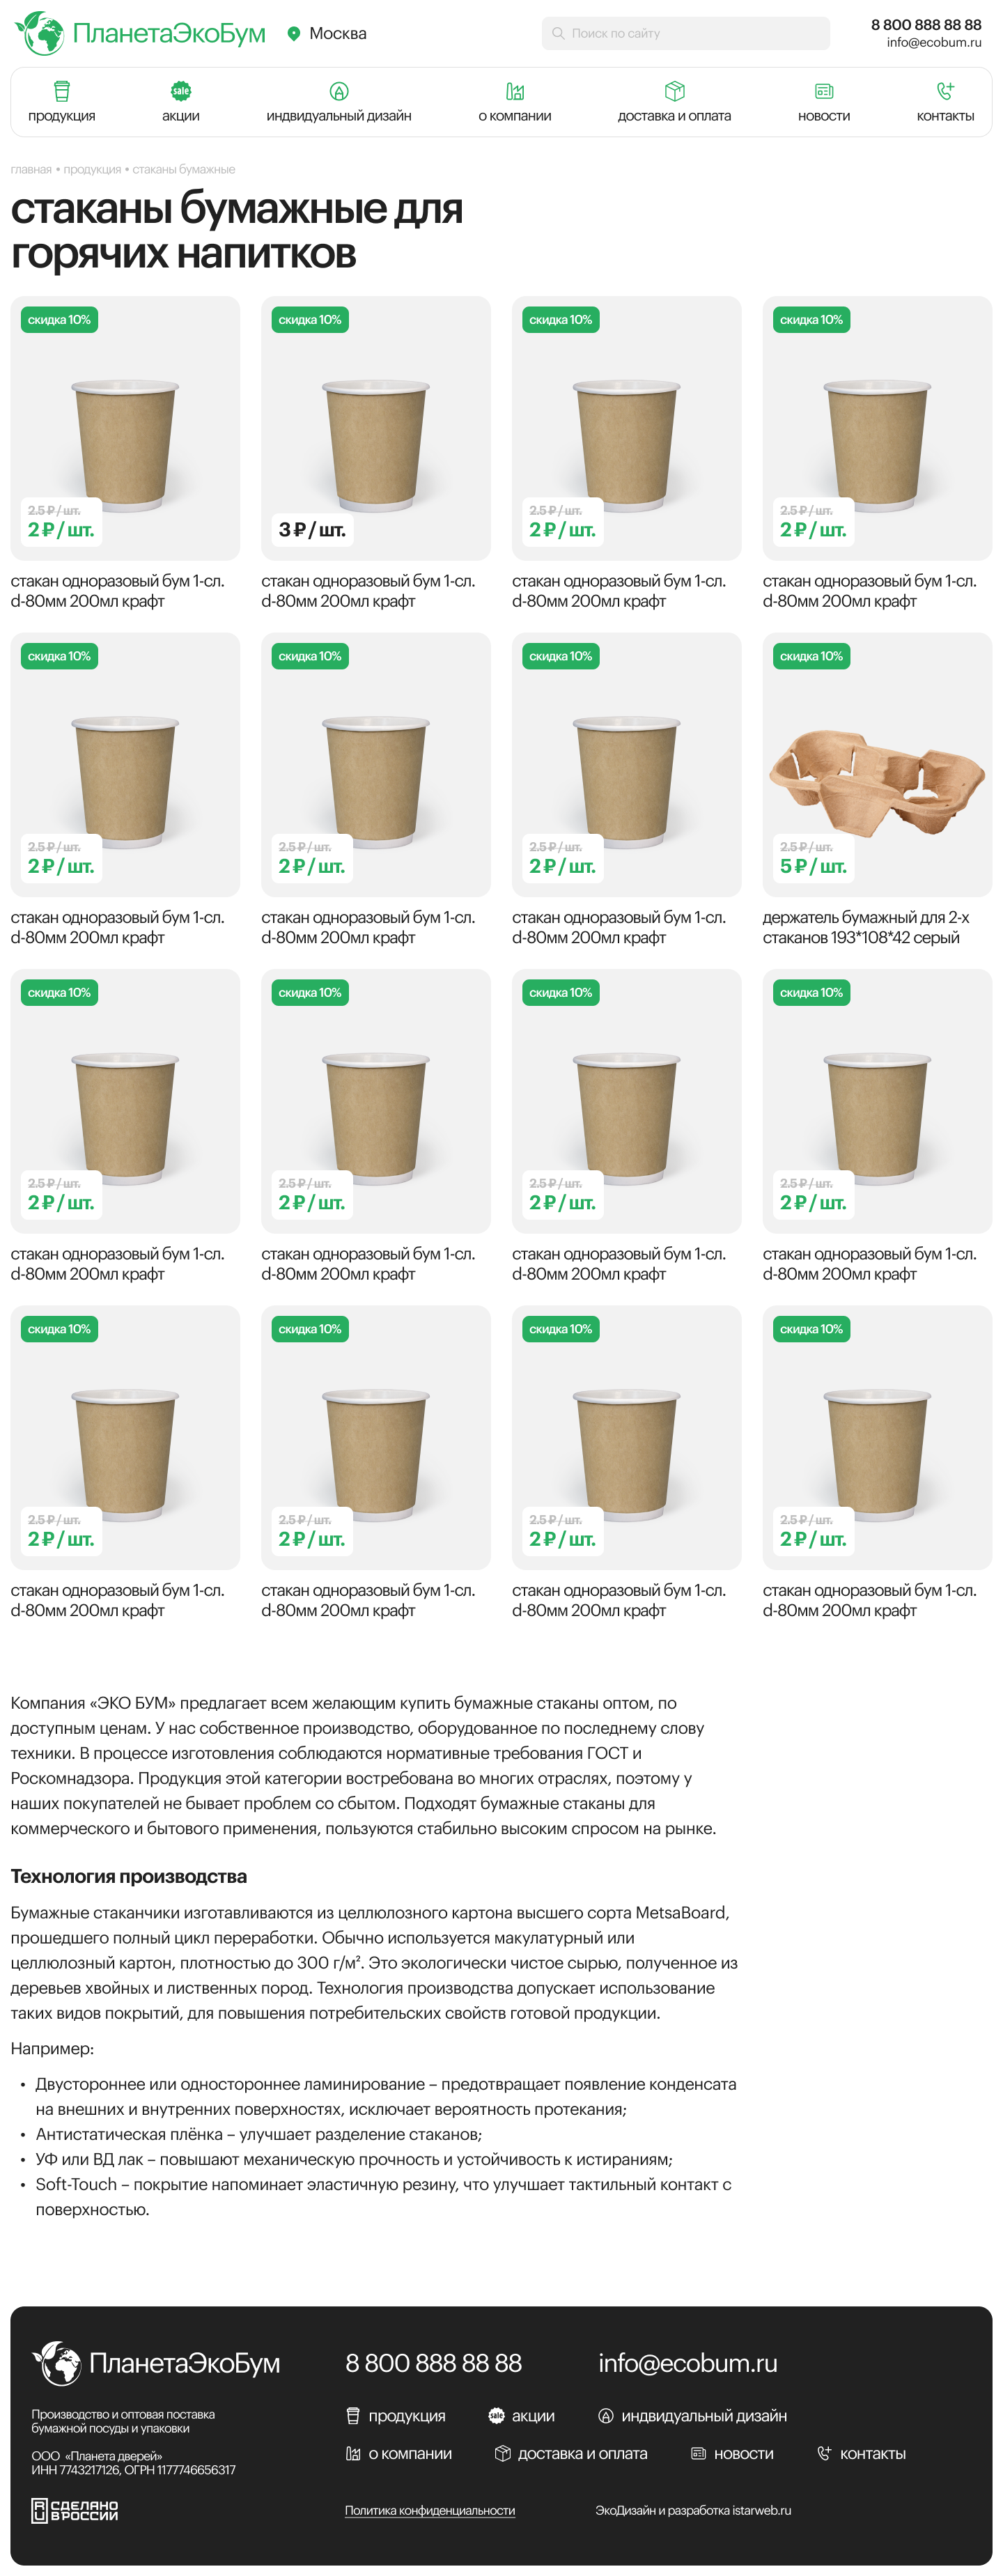 ПланетаЭкоБум
Москва
Поиск по сайту
8 800 888 88 88
info@ecobum.ru
продукция
sale
акции
индвидуальный дизайн
о компании
доставка и оплата
новости
контакты
главная • продукция • стаканы бумажные
стаканы бумажные для
горячих напитков
скидка 10%
скидка 10%
скидка 10%
скидка 10%
2.5 ₽ / шт.
2 ₽ / шт.
3 ₽ / шт.
2.5 ₽ / шт.
2 ₽ / шт.
2.5 ₽ / шт.
2 ₽ / шт.
стакан одноразовый бум 1-сл.
d-80мм 200мл крафт
стакан одноразовый бум 1-сл.
d-80мм 200мл крафт
стакан одноразовый бум 1-сл.
d-80мм 200мл крафт
стакан одноразовый бум 1-сл.
d-80мм 200мл крафт
скидка 10%
скидка 10%
скидка 10%
скидка 10%
2.5 ₽ / шт.
2 ₽ / шт.
2.5 ₽ / шт.
2 ₽ / шт.
2.5 ₽ / шт.
2 ₽ / шт.
2.5 ₽ / шт.
5 ₽ / шт.
стакан одноразовый бум 1-сл.
d-80мм 200мл крафт
стакан одноразовый бум 1-сл.
d-80мм 200мл крафт
стакан одноразовый бум 1-сл.
d-80мм 200мл крафт
держатель бумажный для 2-х
стаканов 193*108*42 серый
скидка 10%
скидка 10%
скидка 10%
скидка 10%
2.5 ₽ / шт.
2 ₽ / шт.
2.5 ₽ / шт.
2 ₽ / шт.
2.5 ₽ / шт.
2 ₽ / шт.
2.5 ₽ / шт.
2 ₽ / шт.
стакан одноразовый бум 1-сл.
d-80мм 200мл крафт
стакан одноразовый бум 1-сл.
d-80мм 200мл крафт
стакан одноразовый бум 1-сл.
d-80мм 200мл крафт
стакан одноразовый бум 1-сл.
d-80мм 200мл крафт
скидка 10%
скидка 10%
скидка 10%
скидка 10%
2.5 ₽ / шт.
2 ₽ / шт.
2.5 ₽ / шт.
2 ₽ / шт.
2.5 ₽ / шт.
2 ₽ / шт.
2.5 ₽ / шт.
2 ₽ / шт.
стакан одноразовый бум 1-сл.
d-80мм 200мл крафт
стакан одноразовый бум 1-сл.
d-80мм 200мл крафт
стакан одноразовый бум 1-сл.
d-80мм 200мл крафт
стакан одноразовый бум 1-сл.
d-80мм 200мл крафт
Компания «ЭКО БУМ» предлагает всем желающим купить бумажные стаканы оптом, по
доступным ценам. У нас собственное производство, оборудованное по последнему слову
техники. В процессе изготовления соблюдаются нормативные требования ГОСТ и
Роскомнадзора. Продукция этой категории востребована во многих отраслях, поэтому у
наших покупателей не бывает проблем со сбытом. Подходят бумажные стаканы для
коммерческого и бытового применения, пользуются стабильно высоким спросом на рынке.
Технология производства
Бумажные стаканчики изготавливаются из целлюлозного картона высшего сорта MetsaBoard,
прошедшего полный цикл переработки. Обычно используется макулатурный или
целлюлозный картон, плотностью до 300 г/м². Это экологически чистое сырью, полученное из
деревьев хвойных и лиственных пород. Технология производства допускает использование
таких видов покрытий, для повышения потребительских свойств готовой продукции.
Например:
• Двустороннее или одностороннее ламинирование – предотвращает появление конденсата
на внешних и внутренних поверхностях, исключает вероятность протекания;
• Антистатическая плёнка – улучшает разделение стаканов;
• УФ или ВД лак – повышают механическую прочность и устойчивость к истираниям;
• Soft-Touch – покрытие напоминает эластичную резину, что улучшает тактильный контакт с
поверхностью.
ПланетаЭкоБум
8 800 888 88 88
info@ecobum.ru
Производство и оптовая поставка
бумажной посуды и упаковки
продукция
sale
акции
индвидуальный дизайн
о компании
доставка и оплата
новости
контакты
ООО «Планета дверей»
ИНН 7743217126, ОГРН 1177746656317
СДЕЛАНО
В РОССИИ
Политика конфиденциальности
ЭкоДизайн и разработка istarweb.ru